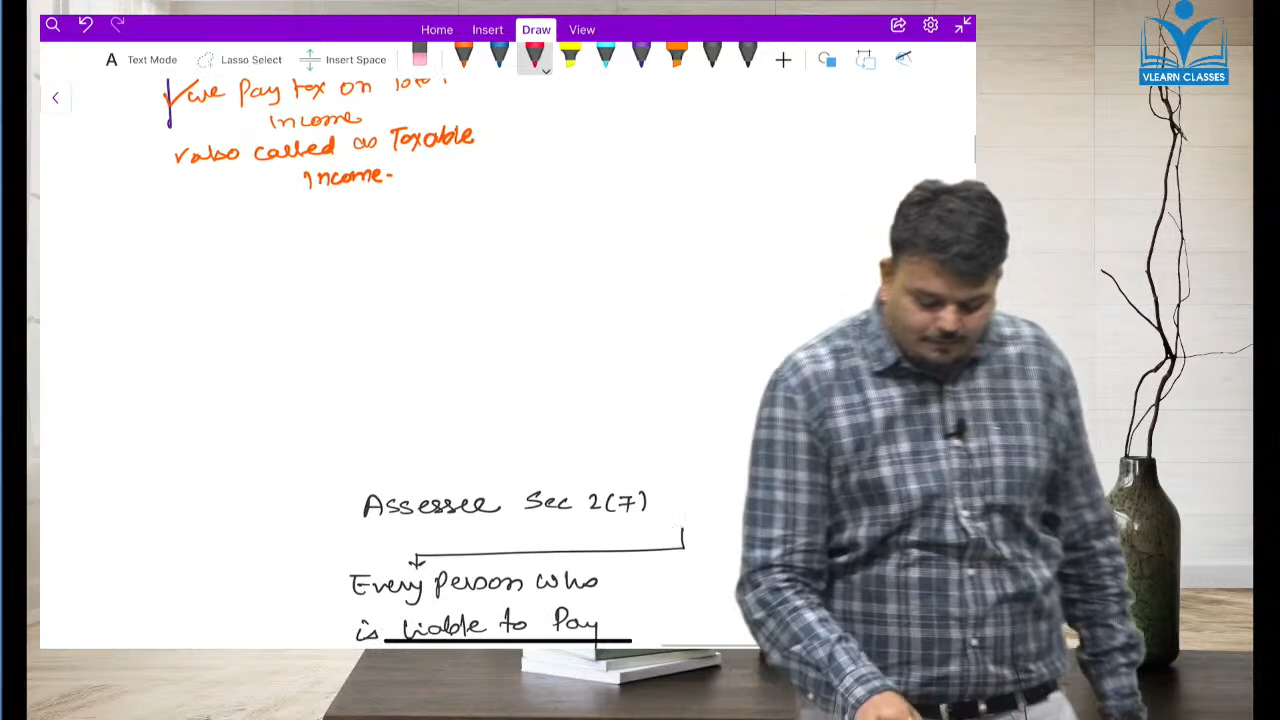 Home Insert Draw View
A Text Mode Lasso Select Insert Space
VLEARN CLASSES
we Pay tax on
income
also called as Taxable
Income.
Assessee Sec 2(7)
Every person who
is liable to Pay